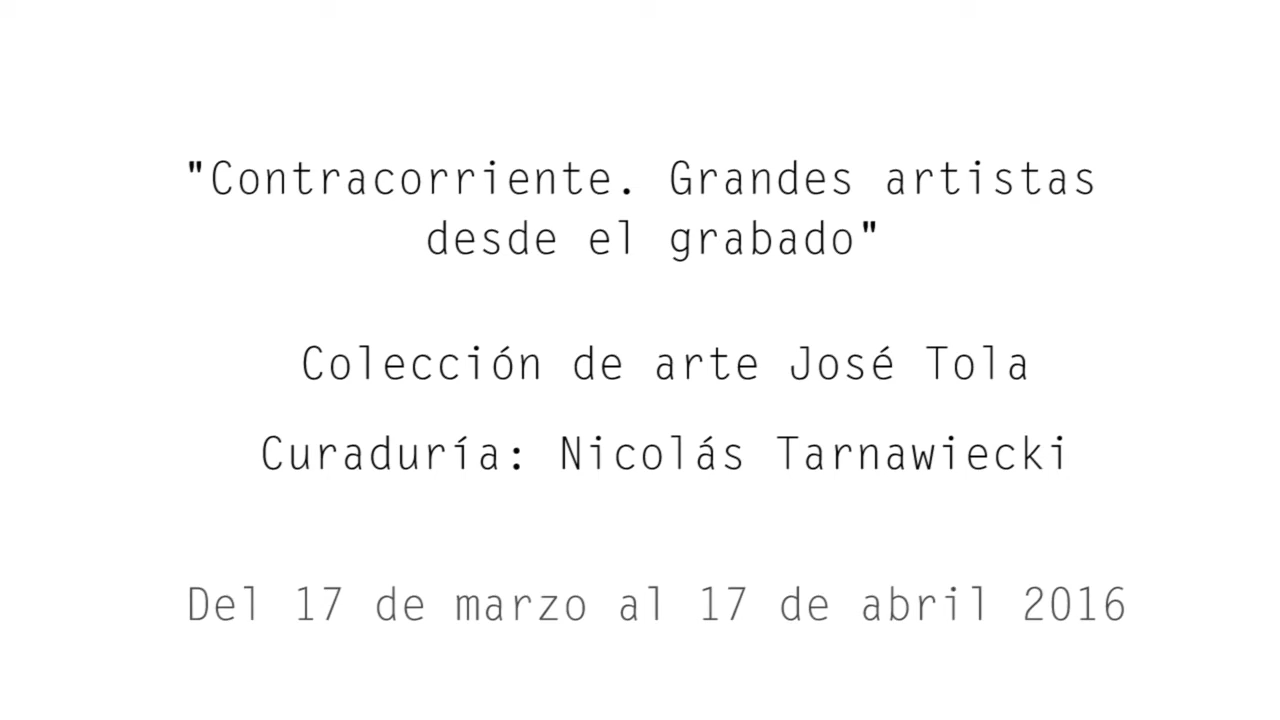 "Contracorriente. Grandes artistas
desde el grabado"
Colección de arte José Tola
Curaduría: Nicolás Tarnawiecki
Del 17 de marzo al 17 de abril 2016